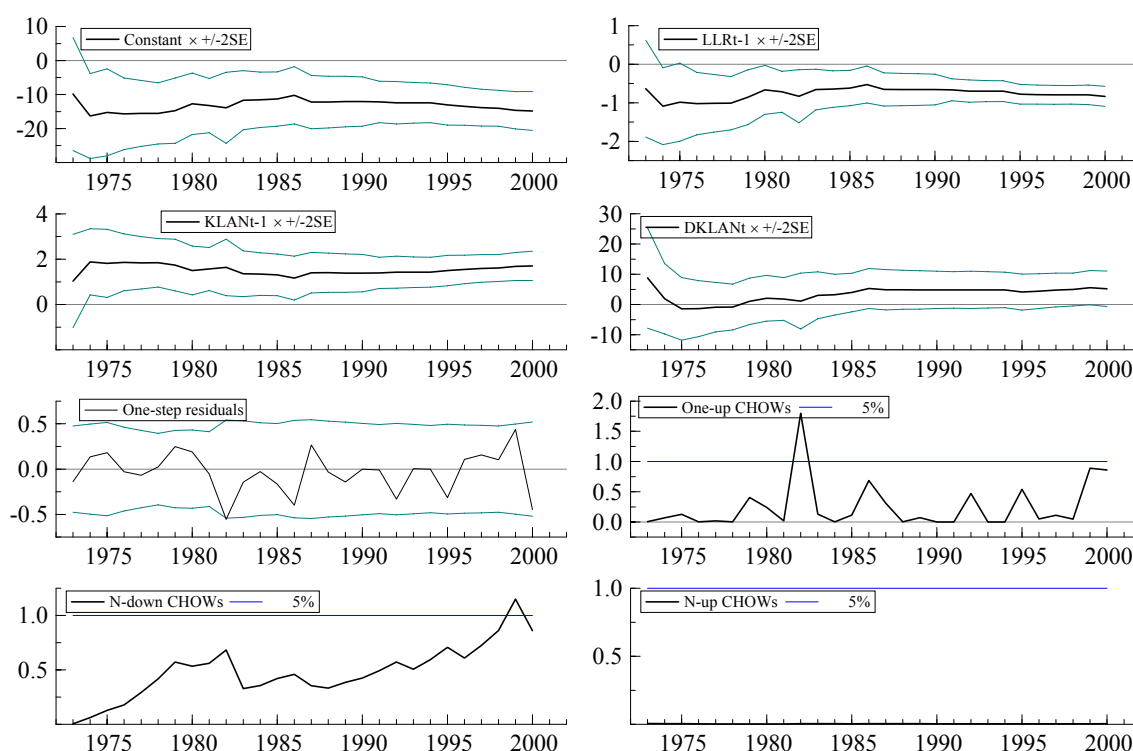 10
Constant × +/-2SE
0
-10
-20
1975 1980 1985 1990 1995 2000
1
LLRt-1 × +/-2SE
0
-1
-2
1975 1980 1985 1990 1995 2000
4
KLANt-1 × +/-2SE
2
0
1975 1980 1985 1990 1995 2000
30
DKLANt × +/-2SE
20
10
0
-10
1975 1980 1985 1990 1995 2000
One-step residuals
0.5
0.0
-0.5
1975 1980 1985 1990 1995 2000
2.0
One-up CHOWs 5%
1.5
1.0
0.5
0.0
1975 1980 1985 1990 1995 2000
N-down CHOWs 5%
1.0
0.5
1975 1980 1985 1990 1995 2000
1.0
N-up CHOWs 5%
0.5
1975 1980 1985 1990 1995 2000